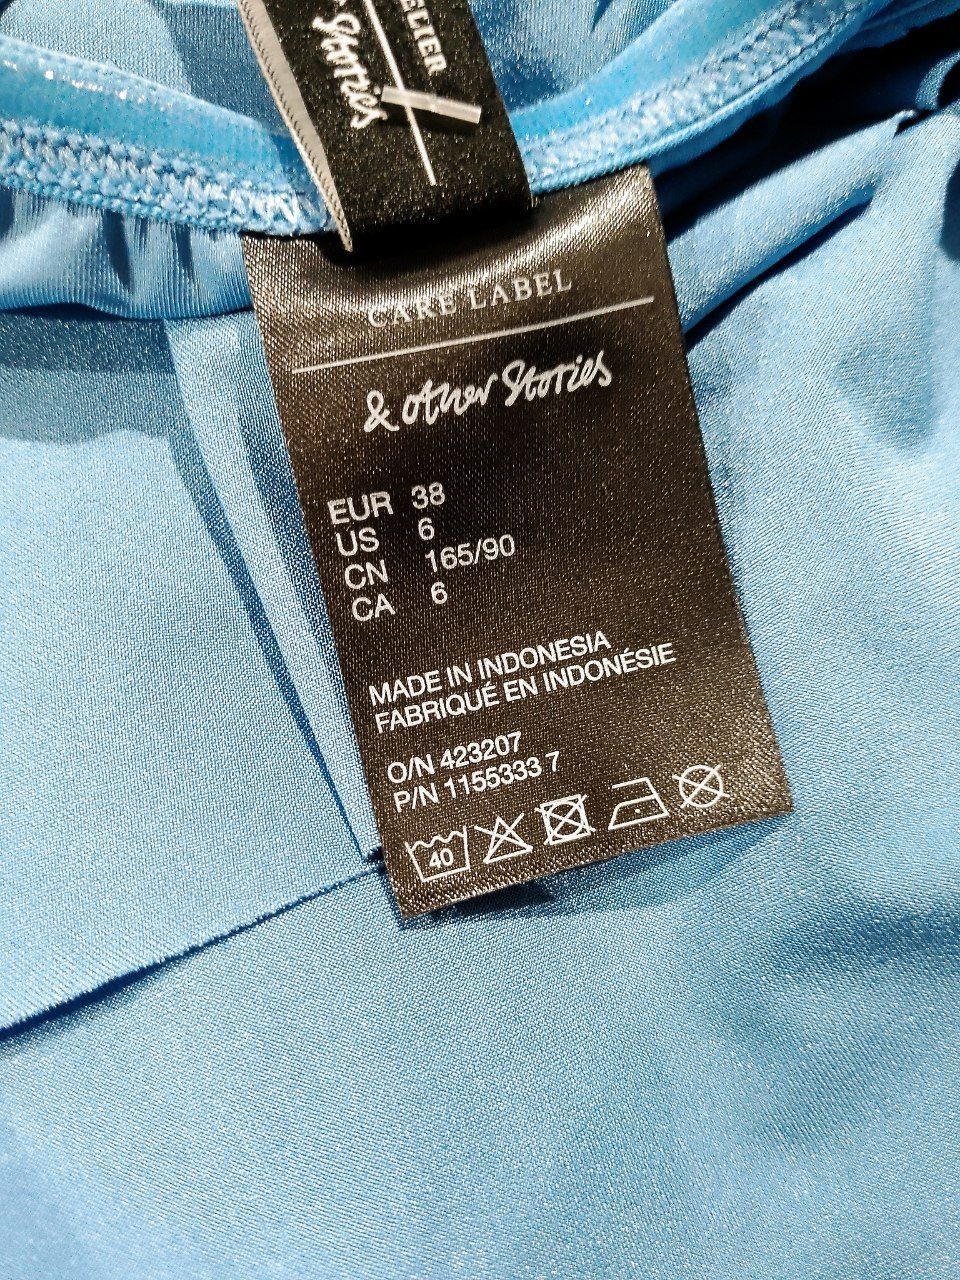 Stories
CARE LABEL
& other Stories
EUR 38
US 6
CN 165/90
CA 6
MADE IN INDONESIA
FABRIQUÉ EN INDONÉSIE
O/N 423207
P/N 1155333 7
40